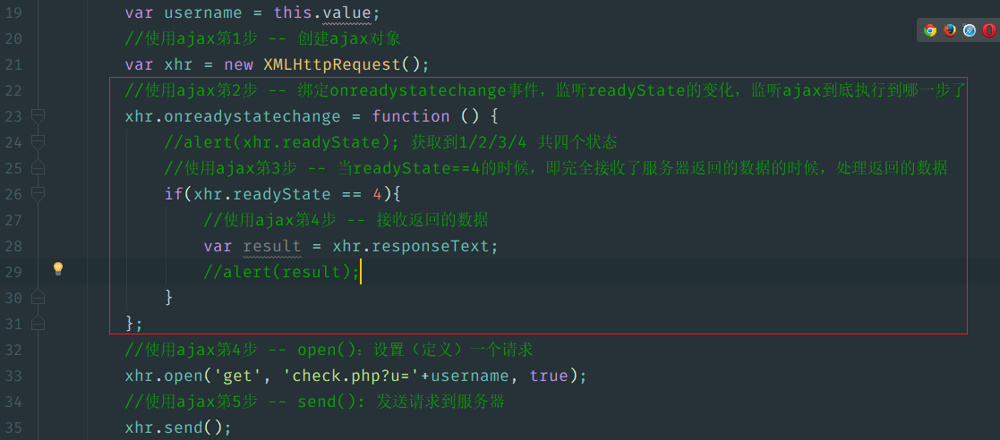 19 var username = this.value;
20 //使用ajax第1步 -- 创建ajax对象
21 var xhr = new XMLHttpRequest();
22 //使用ajax第2步 -- 绑定onreadystatechange事件，监听readyState的变化，监听ajax到底执行到哪一步了
23 xhr.onreadystatechange = function () {
24 //alert(xhr.readyState); 获取到1/2/3/4 共四个状态
25 //使用ajax第3步 -- 当readyState==4的时候，即完全接收了服务器返回的数据的时候，处理返回的数据
26 if(xhr.readyState == 4){
27 //使用ajax第4步 -- 接收返回的数据
28 var result = xhr.responseText;
29 //alert(result);
30 }
31 };
32 //使用ajax第4步 -- open()：设置（定义）一个请求
33 xhr.open('get', 'check.php?u='+username, true);
34 //使用ajax第5步 -- send(): 发送请求到服务器
35 xhr.send();